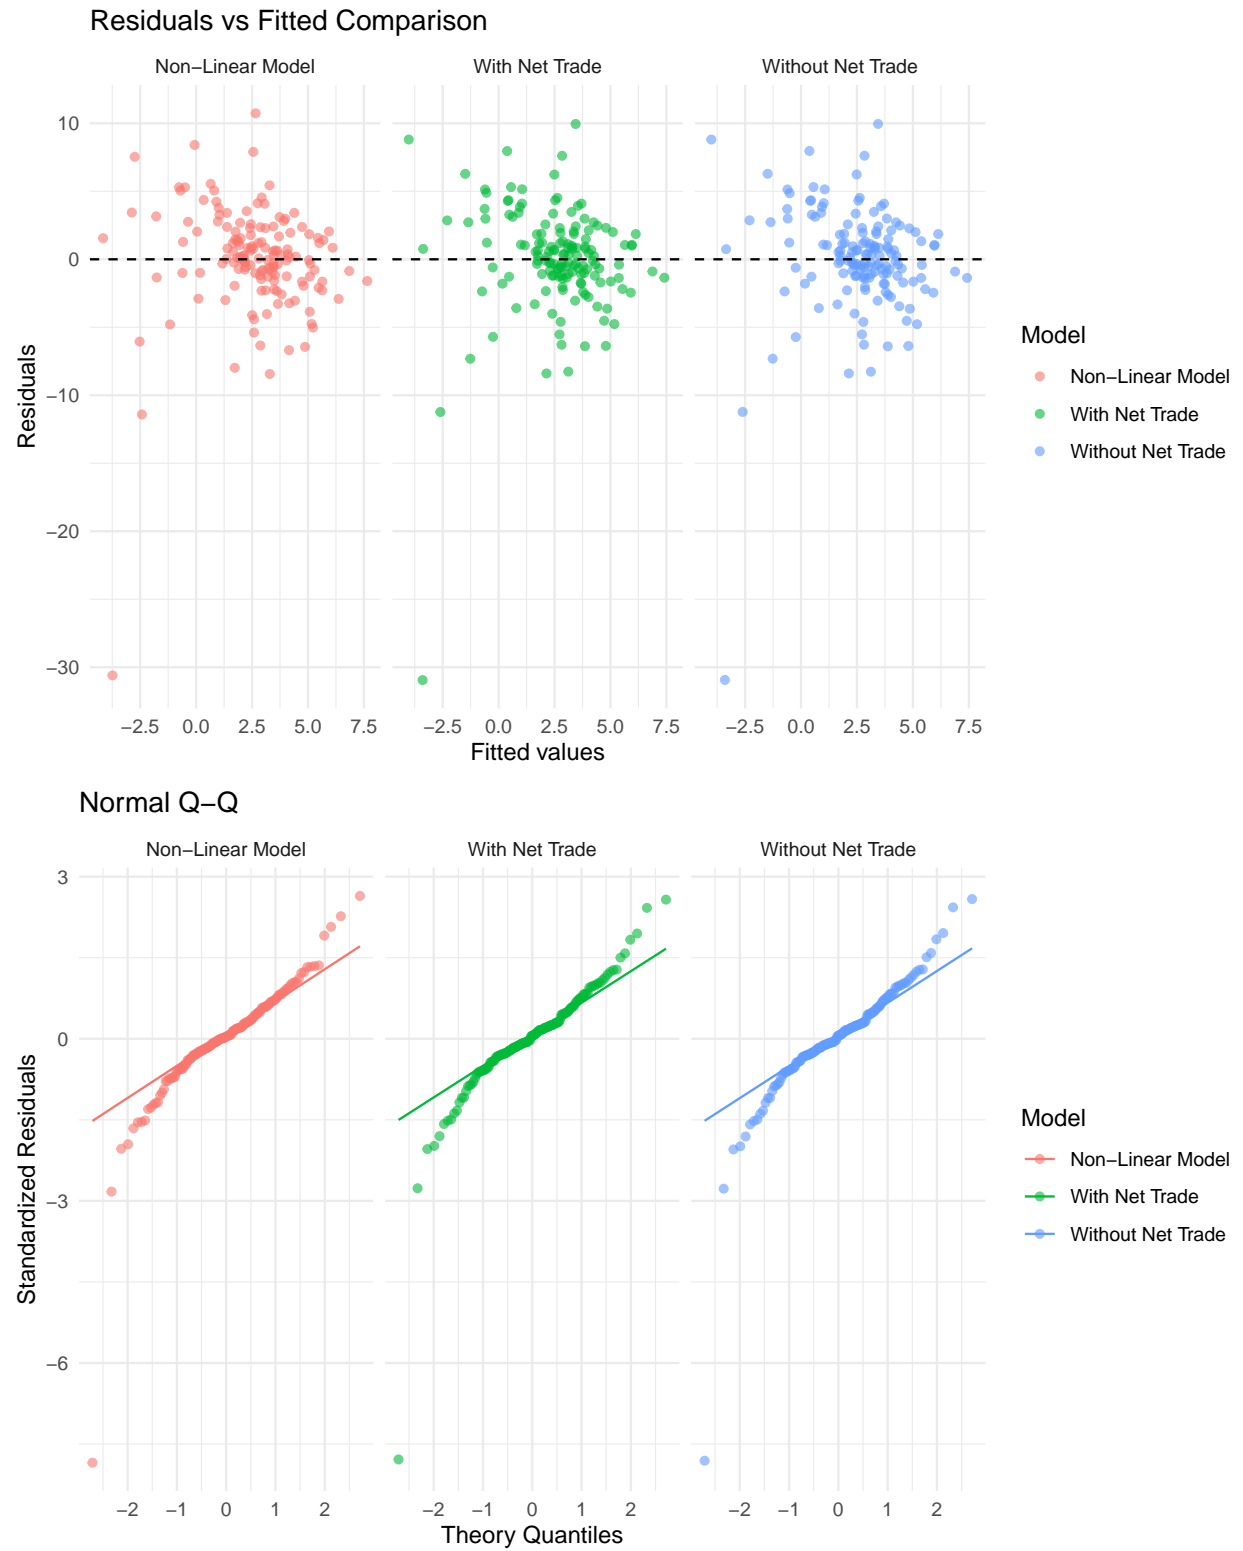 Residuals vs Fitted Comparison
Non−Linear Model
With Net Trade
Without Net Trade
Residuals
10
0
−10
−20
−30
−2.5 0.0 2.5 5.0 7.5
−2.5 0.0 2.5 5.0 7.5
−2.5 0.0 2.5 5.0 7.5
Fitted values
Model
Non−Linear Model
With Net Trade
Without Net Trade
Normal Q−Q
Non−Linear Model
With Net Trade
Without Net Trade
Standardized Residuals
3
0
−3
−6
−2 −1 0 1 2
−2 −1 0 1 2
−2 −1 0 1 2
Theory Quantiles
Model
Non−Linear Model
With Net Trade
Without Net Trade